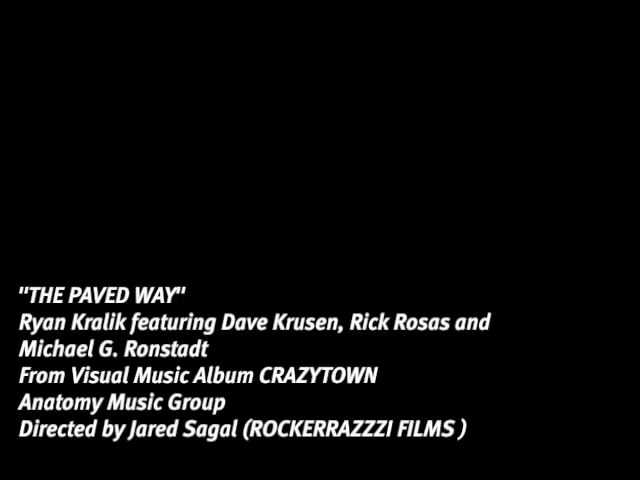 "THE PAVED WAY"
Ryan Kralik featuring Dave Krusen, Rick Rosas and
Michael G. Ronstadt
From Visual Music Album CRAZYTOWN
Anatomy Music Group
Directed by Jared Sagal (ROCKERRAZZZI FILMS )